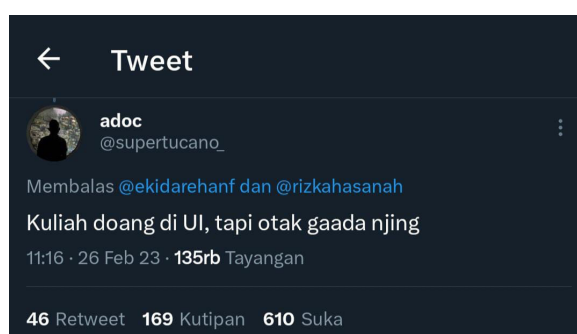 Tweet
adoc
@supertucano_
Membalas @ekidarehanf dan @rizkahasanah
Kuliah doang di UI, tapi otak gaada njing
11:16 · 26 Feb 23 · 135rb Tayangan
46 Retweet 169 Kutipan 610 Suka